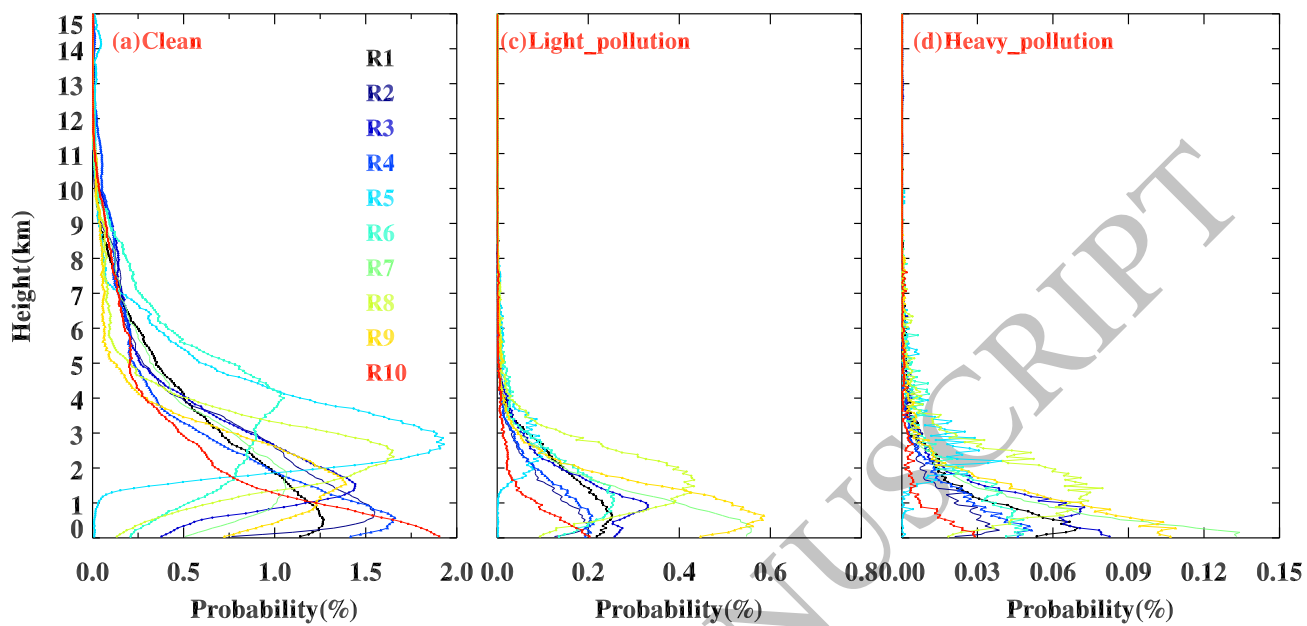 (a)Clean
(c)Light_pollution
(d)Heavy_pollution
R1
R2
R3
R4
R5
R6
R7
R8
R9
R10
Height(km)
15
14
13
12
11
10
9
8
7
6
5
4
3
2
1
0
0.0 0.5 1.0 1.5 2.0
0.0 0.2 0.4 0.6 0.8
0.00 0.03 0.06 0.09 0.12 0.15
Probability(%)
Probability(%)
Probability(%)
NUSCRIPT